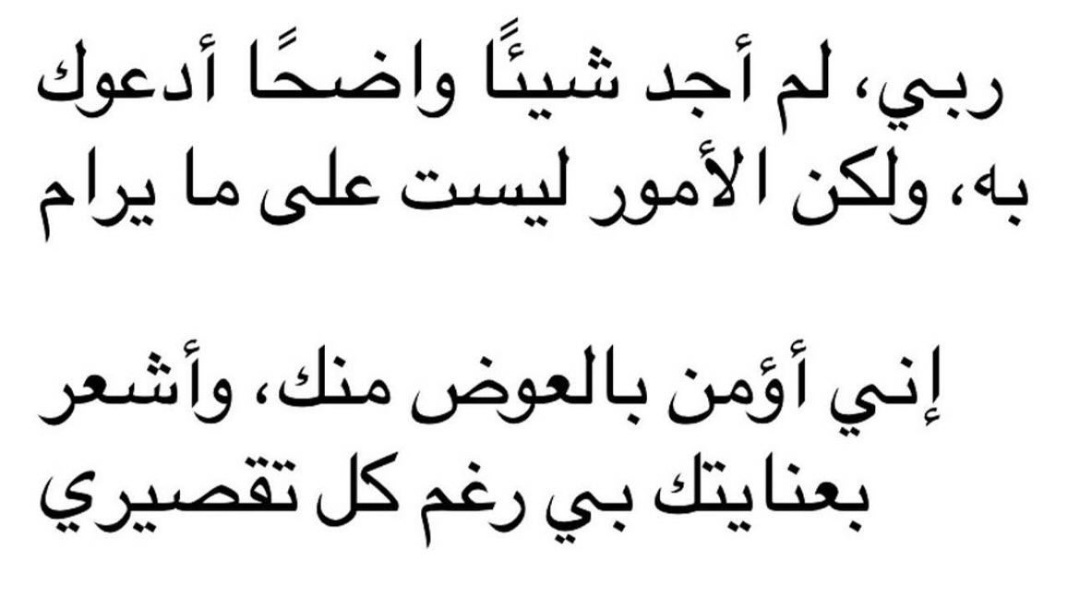 ربي، لم أجد شيئًا واضحًا أدعوك
به، ولكن الأمور ليست على ما يرام
إنني أؤمن بالعوض منك، وأشعر
بعنايتك بي رغم كل تقصيري